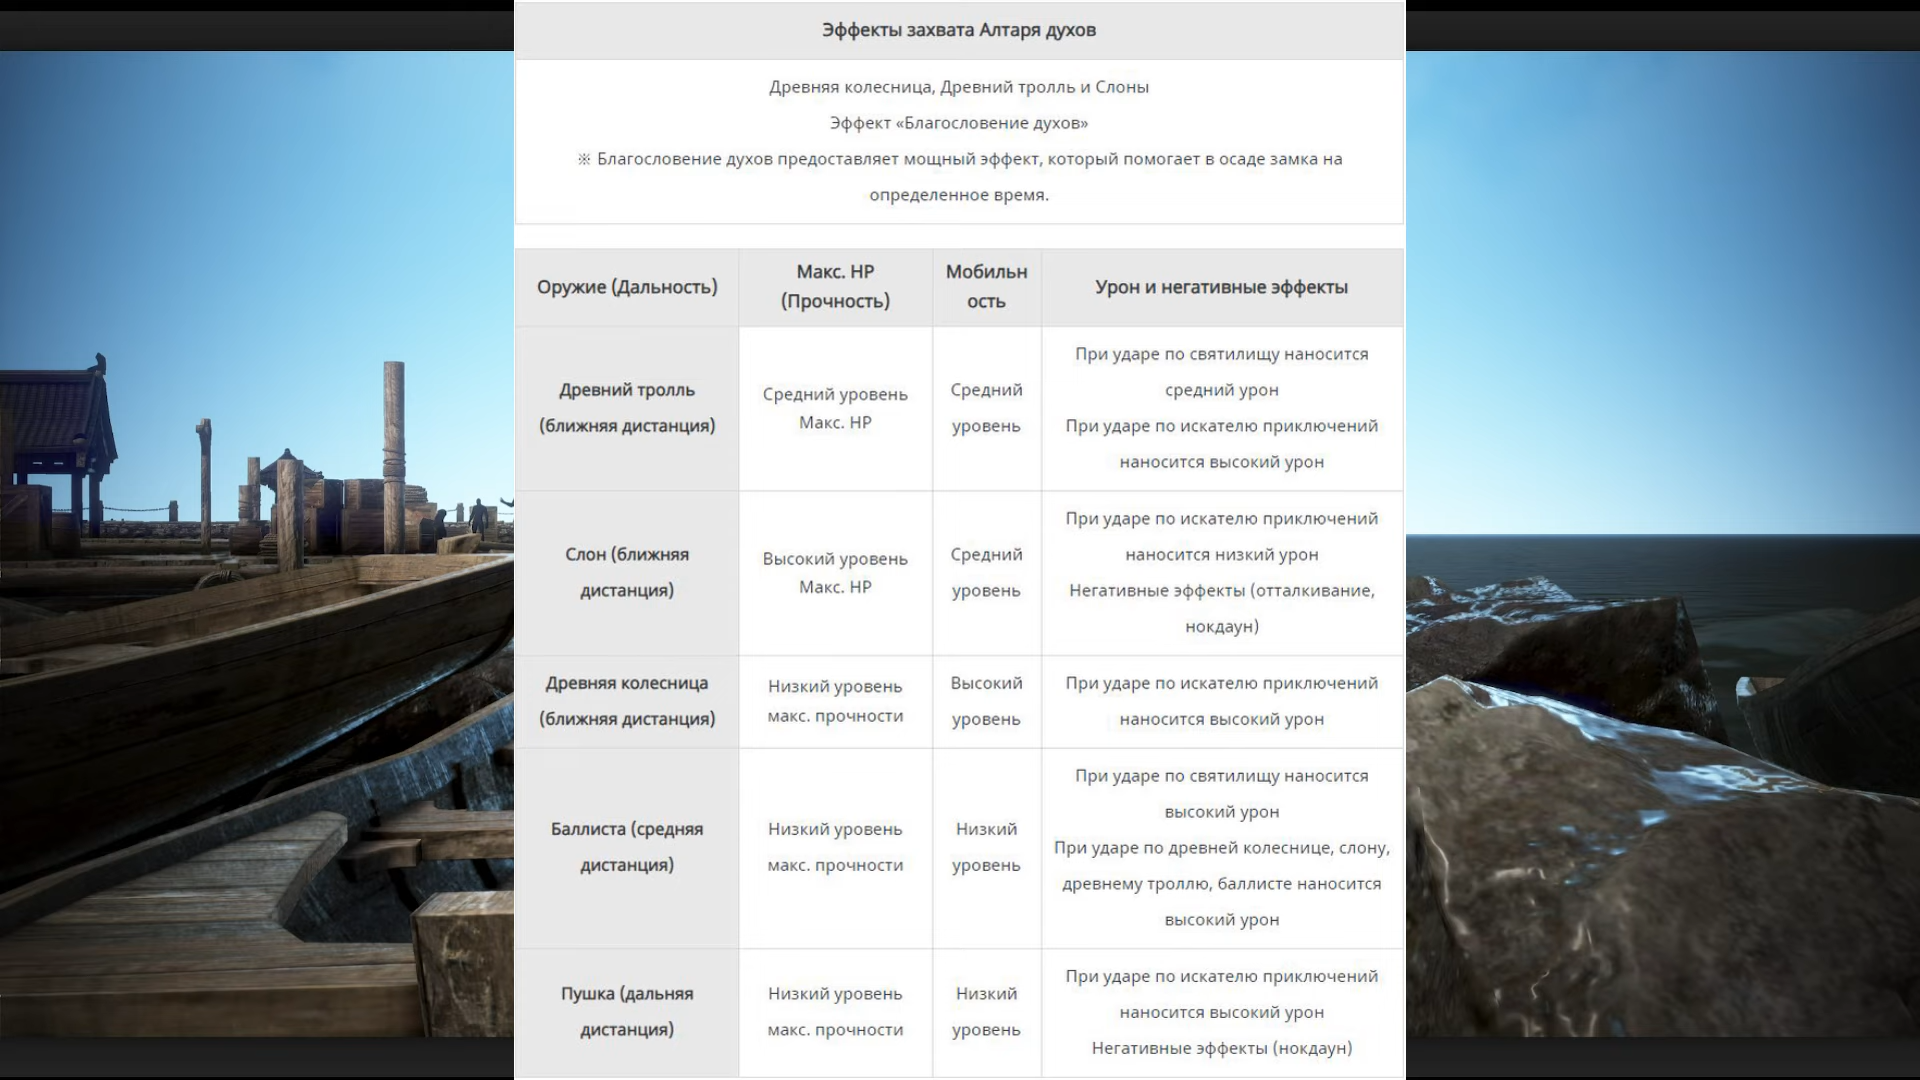 Эффекты захвата Алтаря духов
Древняя колесница, Древний тролль и Слоны
Эффект «Благословение духов»
※ Благословение духов предоставляет мощный эффект, который помогает в осаде замка на
определенное время.
Оружие (Дальность)
Макс. HP
(Прочность)
Мобильн
ость
Урон и негативные эффекты
Древний тролль
(ближняя дистанция)
Средний уровень
Макс. HP
Средний
уровень
При ударе по святилищу наносится
средний урон
При ударе по искателю приключений
наносится высокий урон
Слон (ближняя
дистанция)
Высокий уровень
Макс. HP
Средний
уровень
При ударе по искателю приключений
наносится низкий урон
Негативные эффекты (отталкивание,
нокдаун)
Древняя колесница
(ближняя дистанция)
Низкий уровень
макс. прочности
Высокий
уровень
При ударе по искателю приключений
наносится высокий урон
Баллиста (средняя
дистанция)
Низкий уровень
макс. прочности
Низкий
уровень
При ударе по святилищу наносится
высокий урон
При ударе по древней колеснице, слону,
древнему троллю, баллисте наносится
высокий урон
Пушка (дальняя
дистанция)
Низкий уровень
макс. прочности
Низкий
уровень
При ударе по искателю приключений
наносится высокий урон
Негативные эффекты (нокдаун)